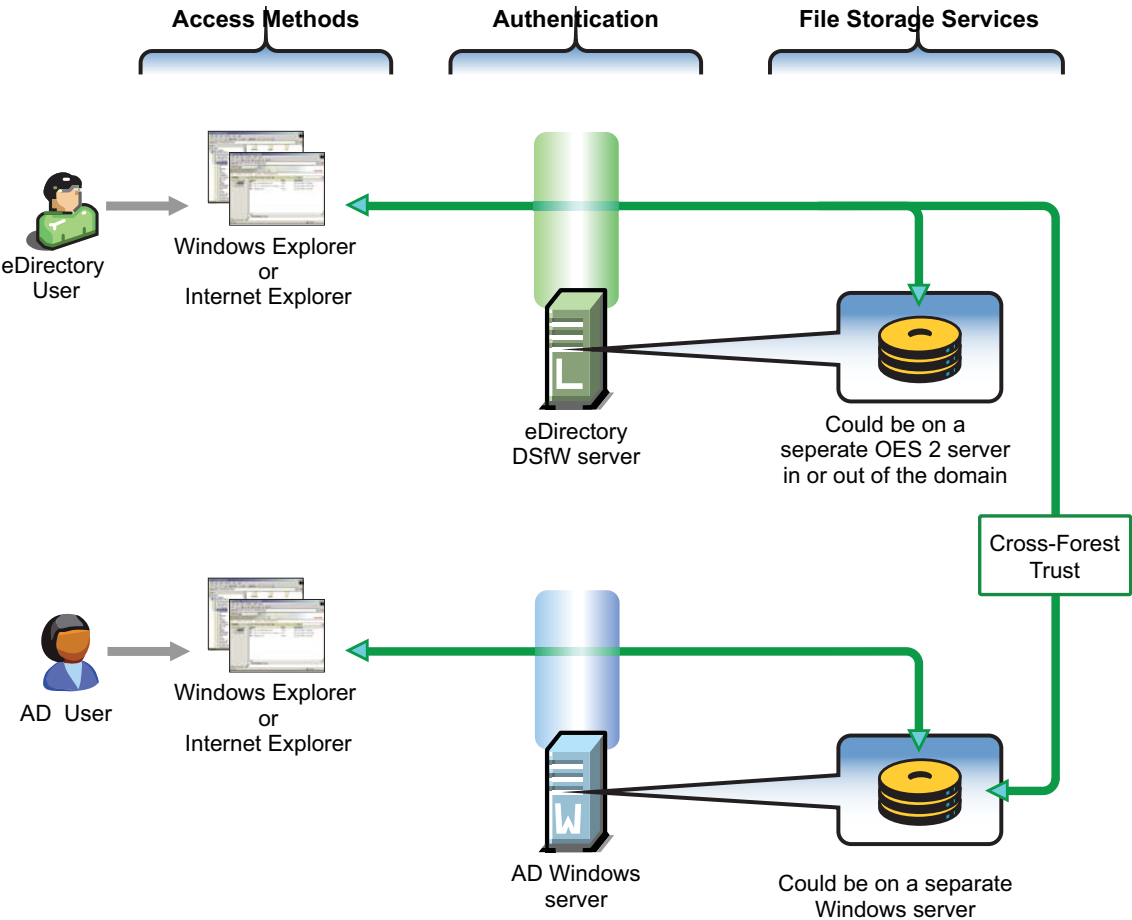 Access Methods
Authentication
File Storage Services
eDirectory
User
Windows Explorer
or
Internet Explorer
L
eDirectory
DSfW server
Could be on a
seperate OES 2 server
in or out of the domain
Cross-Forest
Trust
AD User
Windows Explorer
or
Internet Explorer
W
AD Windows
server
Could be on a separate
Windows server